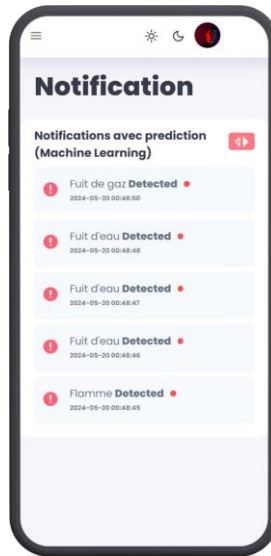 Notification
Notifications avec prediction
(Machine Learning)
Fuit de gaz Detected
2024-05-20 00:48:50
Fuit d'eau Detected
2024-05-20 00:48:48
Fuit d'eau Detected
2024-05-20 00:48:47
Fuit d'eau Detected
2024-05-20 00:48:46
Flamme Detected
2024-05-20 00:48:45